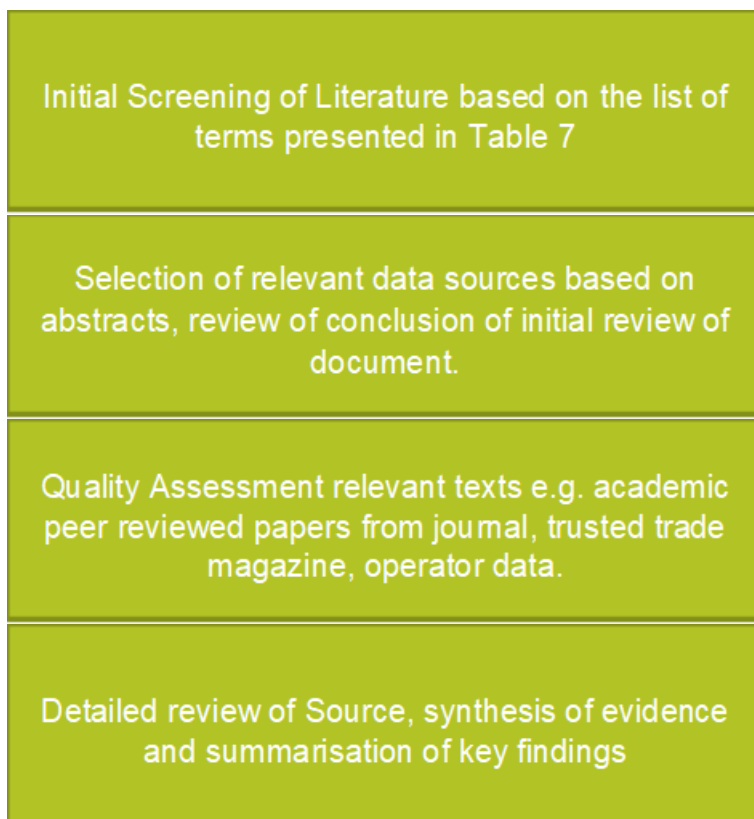 Initial Screening of Literature based on the list of
terms presented in Table 7
Selection of relevant data sources based on
abstracts, review of conclusion of initial review of
document.
Quality Assessment relevant texts e.g. academic
peer reviewed papers from journal, trusted trade
magazine, operator data.
Detailed review of Source, synthesis of evidence
and summarisation of key findings